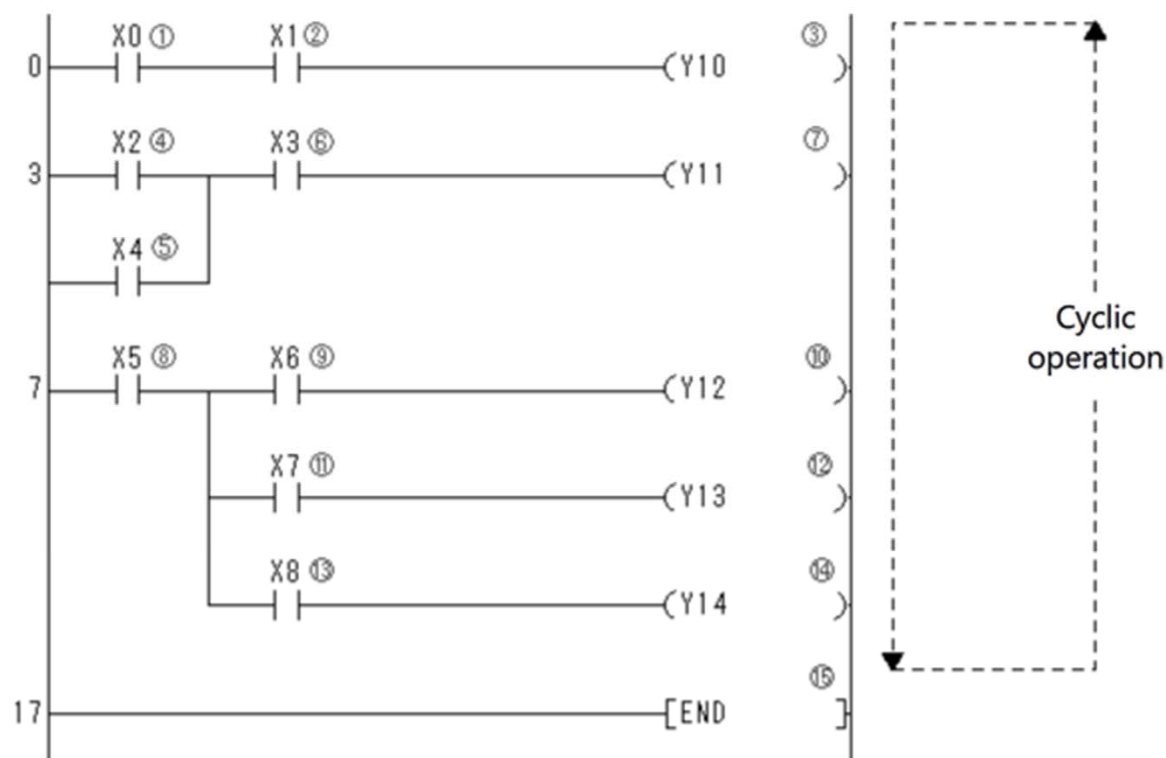 X0 ① X1 ② ③
0 (Y10 )
X2 ④ X3 ⑥ ⑦
3 (Y11 )
X4 ⑤
Cyclic
operation
X5 ⑧ X6 ⑨ ⑩
7 (Y12 )
X7 ⑪ ⑫
(Y13 )
X8 ⑬ ⑭
(Y14 )
⑮
17 [END ]